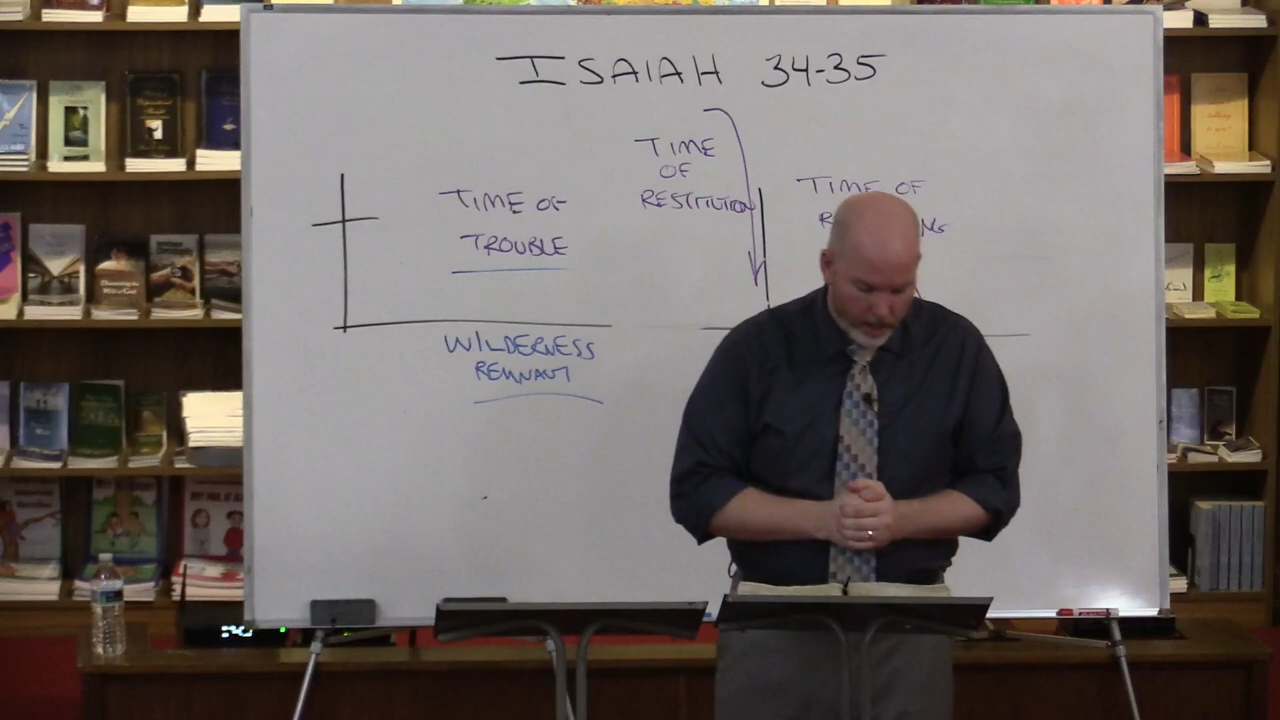 ISAIAH 34-35
TIME
OF
RESTITUTION
TIME OF
TROUBLE
TIME OF
WILDERNESS
REMNANT